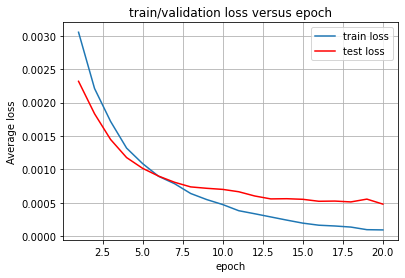 train/validation loss versus epoch
train loss
test loss
0.0030
0.0025
0.0020
0.0015
0.0010
0.0005
0.0000
Average loss
2.5 5.0 7.5 10.0 12.5 15.0 17.5 20.0
epoch